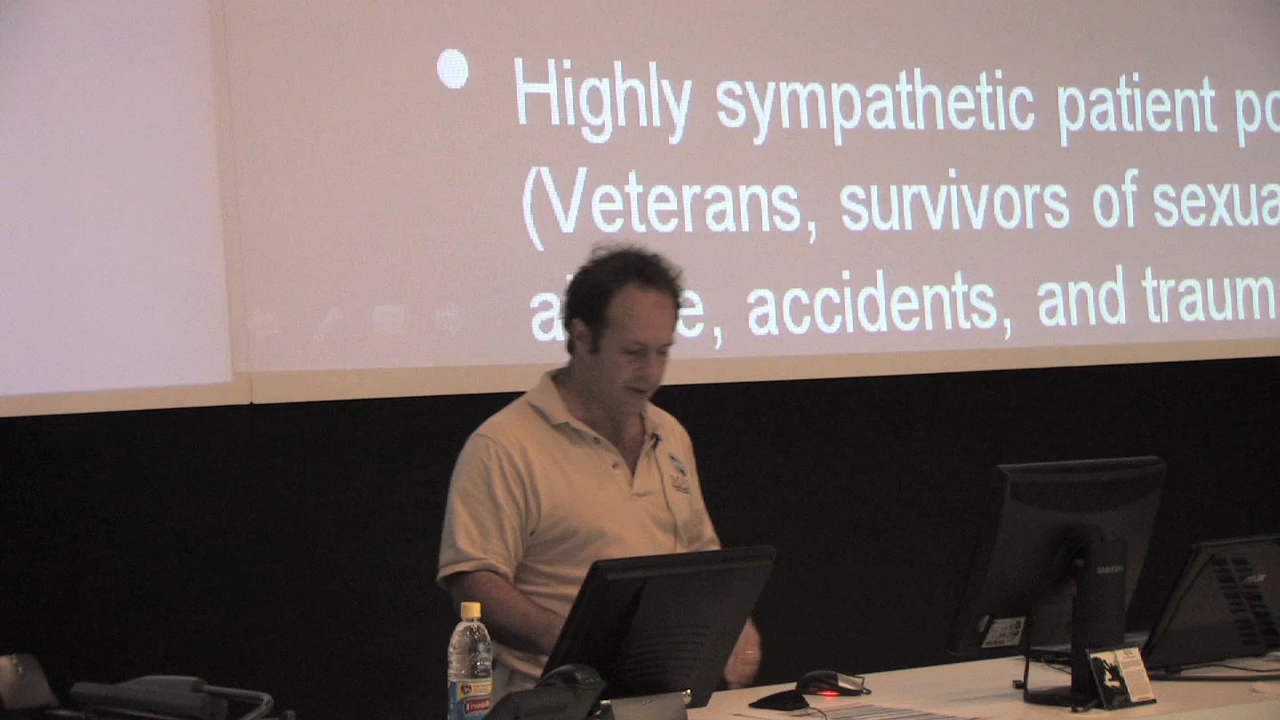 Highly sympathetic patient po
(Veterans, survivors of sexua
accidents, and traum